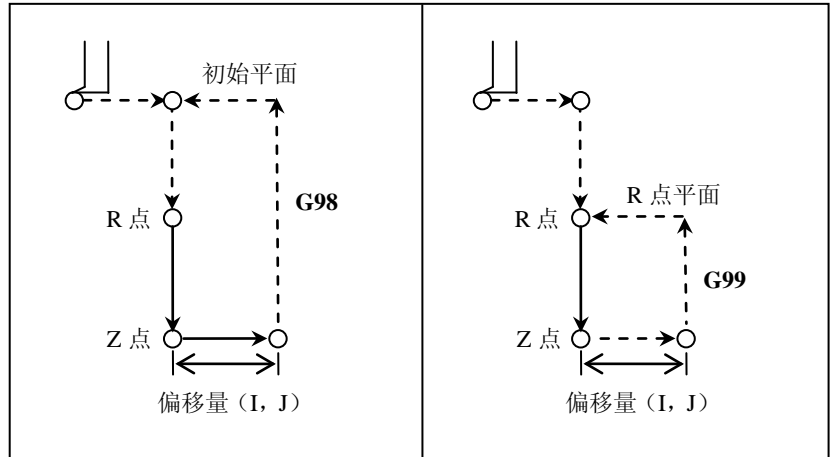 初始平面
G98
R 点
Z 点
偏移量（I，J）
R 点平面
R 点
G99
Z 点
偏移量（I，J）